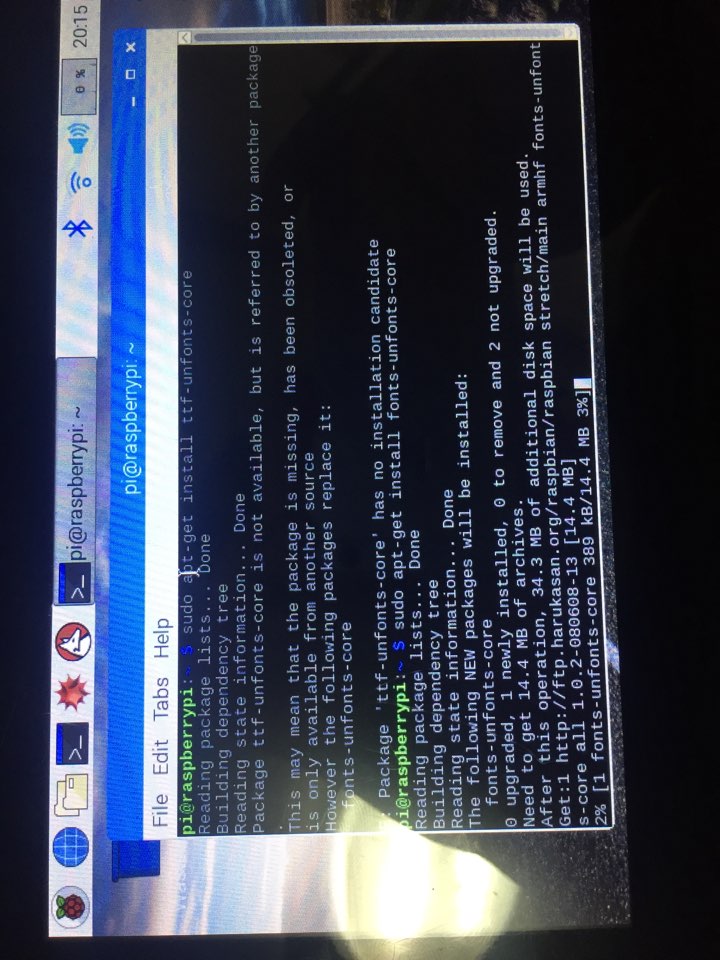 pi@raspberrypi: ~
0 %
20:15
pi@raspberrypi: ~
File Edit Tabs Help
pi@raspberrypi:~ $ sudo apt-get install ttf-unfonts-core
Reading package lists... Done
Building dependency tree
Reading state information... Done
Package ttf-unfonts-core is not available, but is referred to by another package
This may mean that the package is missing, has been obsoleted, or
is only available from another source
However the following packages replace it:
fonts-unfonts-core
Package 'ttf-unfonts-core' has no installation candidate
pi@raspberrypi:~ $ sudo apt-get install fonts-unfonts-core
Reading package lists... Done
Building dependency tree
Reading state information... Done
The following NEW packages will be installed:
fonts-unfonts-core
0 upgraded, 1 newly installed, 0 to remove and 2 not upgraded.
Need to get 14.4 MB of archives.
After this operation, 34.3 MB of additional disk space will be used.
Get:1 http://ftp.harukasan.org/raspbian/raspbian stretch/main armhf fonts-unfont
s-core all 1.0.2-080608-13 [14.4 MB]
2% [1 fonts-unfonts-core 389 kB/14.4 MB 3%]